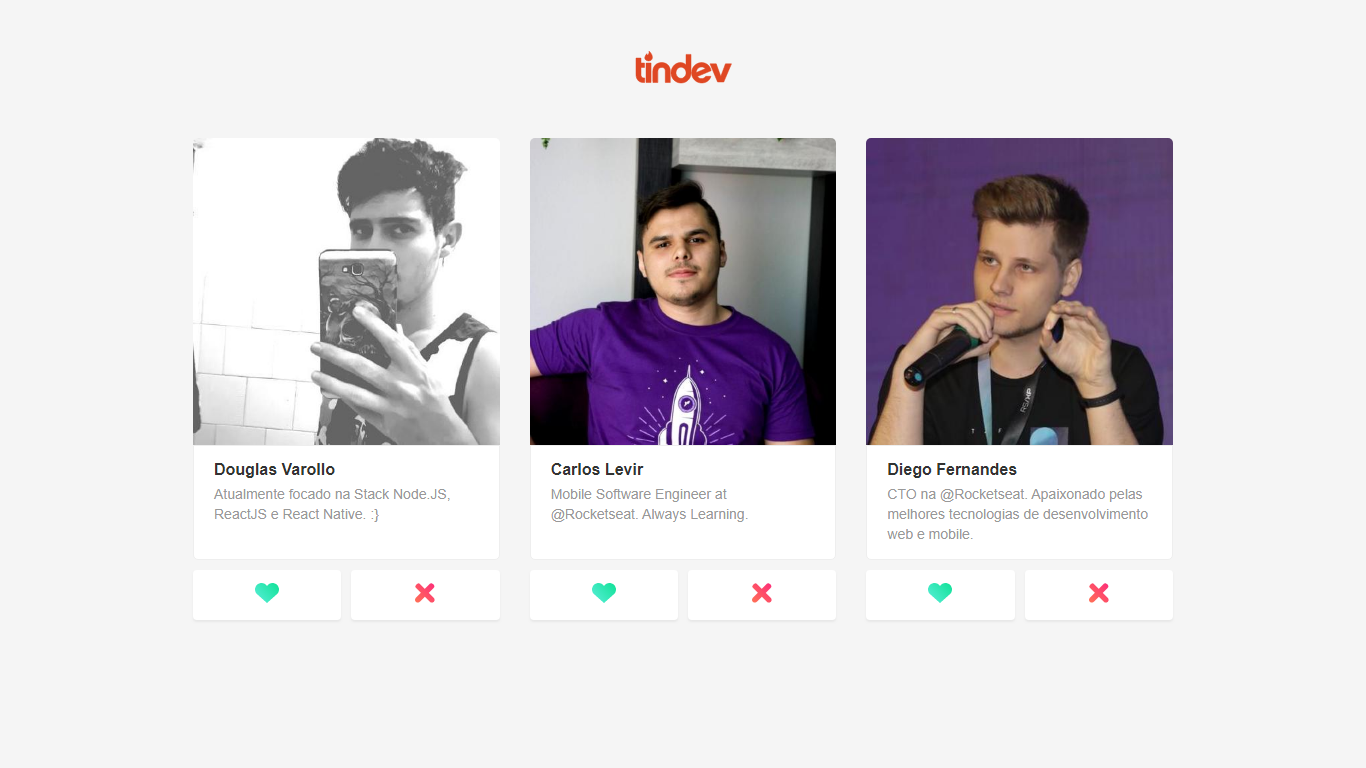 tindev
Douglas Varollo
Atualmente focado na Stack Node.JS,
ReactJS e React Native. :}
Carlos Levir
Mobile Software Engineer at
@Rocketseat. Always Learning.
Diego Fernandes
CTO na @Rocketseat. Apaixonado pelas
melhores tecnologias de desenvolvimento
web e mobile.